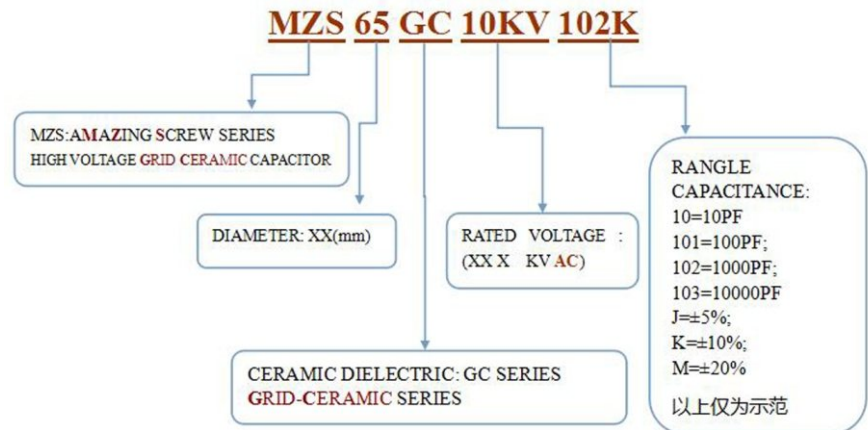 MZS 65 GC 10KV 102K
MZS:AMAZING SCREW SERIES
HIGH VOLTAGE GRID CERAMIC CAPACITOR
DIAMETER: XX(mm)
CERAMIC DIELECTRIC: GC SERIES
GRID-CERAMIC SERIES
RATED VOLTAGE :
(XX X KV AC)
RANGLE
CAPACITANCE:
10=10PF
101=100PF;
102=1000PF;
103=10000PF
J=±5%;
K=±10%;
M=±20%
以上仅为示范